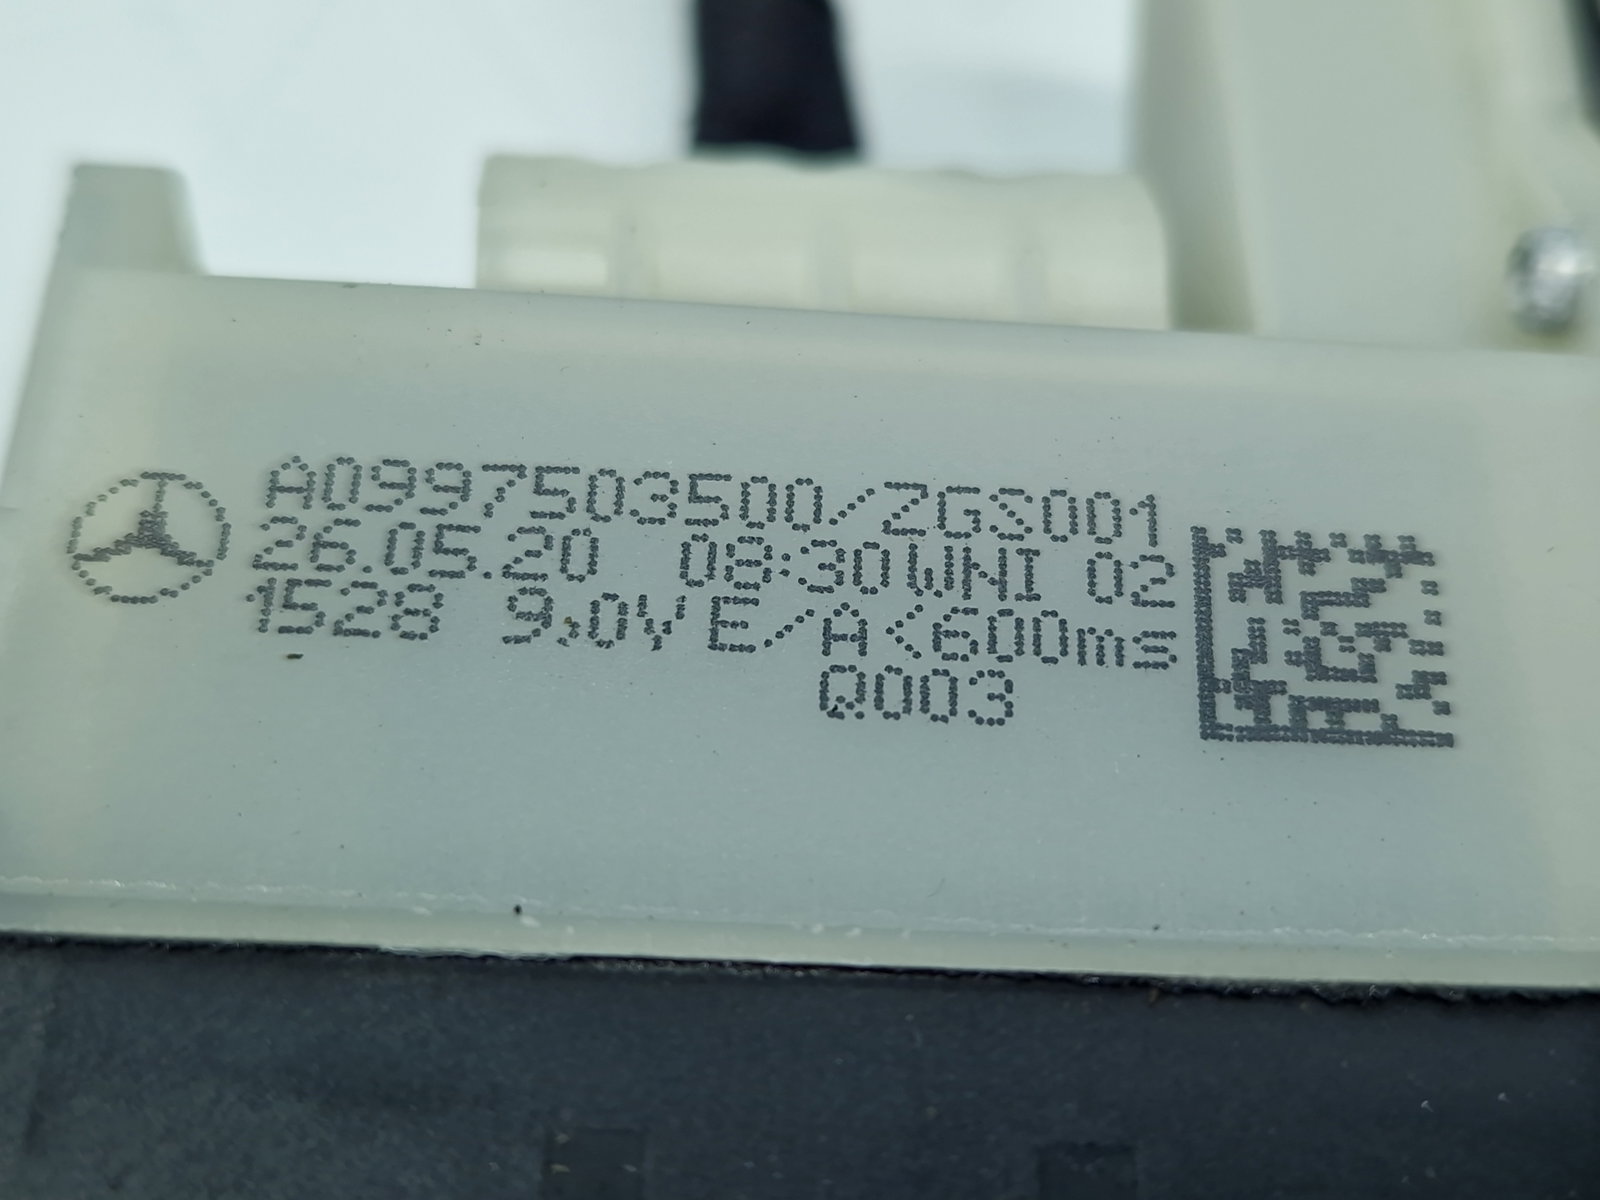 A0997503500/ZGS001
26.05.20 08:30WNI 02
1528 9.0V E/A<600ms
Q003